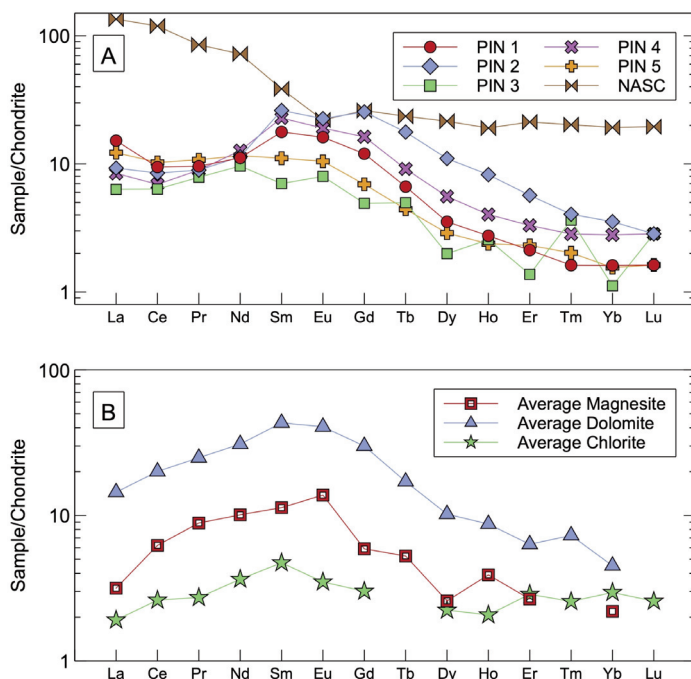 Sample/Chondrite
100
10
1
A
PIN 1 PIN 4
PIN 2 PIN 5
PIN 3 NASC
La Ce Pr Nd Sm Eu Gd Tb Dy Ho Er Tm Yb Lu
Sample/Chondrite
100
10
1
B
Average Magnesite
Average Dolomite
Average Chlorite
La Ce Pr Nd Sm Eu Gd Tb Dy Ho Er Tm Yb Lu